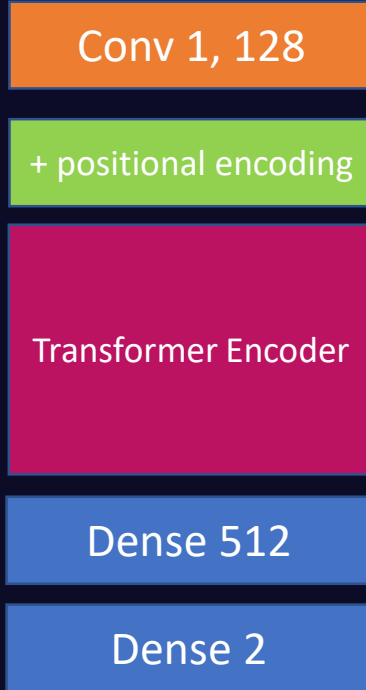 Conv 1, 128
+ positional encoding
Transformer Encoder
Dense 512
Dense 2